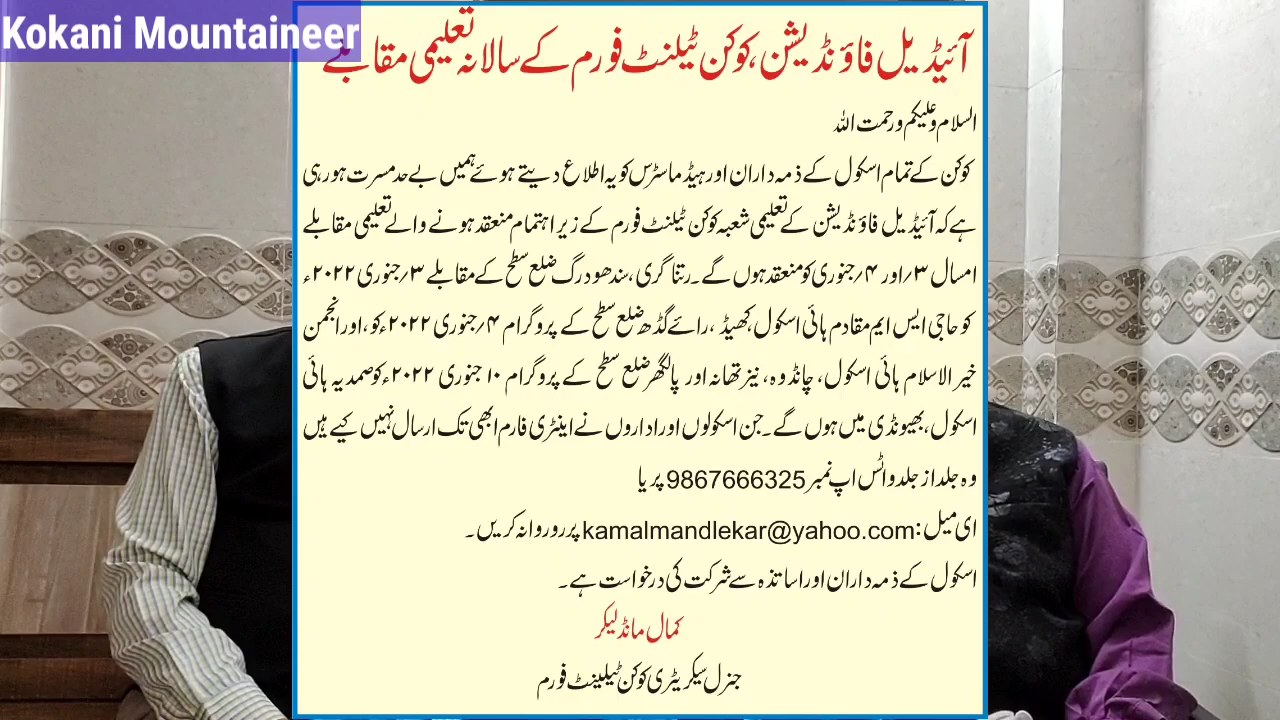 Kokani Mountaineer
آئیڈیل فاؤنڈیشن، کوکن ٹیلنٹ فورم کے سالانہ تعلیمی مقابلے
السلام وعلیکم ورحمت اللہ
کوکن کے تمام اسکول کے ذمہ داران اور ہیڈ ماسٹرس کو یہ اطلاع دیتے ہوئے ہمیں بے حد مسرت ہو رہی
ہے کہ آئیڈیل فاؤنڈیشن کے تعلیمی شعبہ کوکن ٹیلنٹ فورم کے زیر اہتمام منعقد ہونے والے تعلیمی مقابلے
امسال ۳؍اور ۴؍جنوری کو منعقد ہوں گے۔ رتنا گری، سندھودرگ ضلع سطح کے مقابلے ۳؍جنوری ۲۰۲۲ء
کو حاجی ایس ایم مقادم ہائی اسکول، کھیڈ، رائے گڈھ ضلع سطح کے پروگرام ۴؍جنوری ۲۰۲۲ء کو، اور انجمن
خیر الاسلام ہائی اسکول، چانڈوہ، نیز تھانہ اور پالگھر ضلع سطح کے پروگرام ۱۰ جنوری ۲۰۲۲ء کو صمدیہ ہائی
اسکول، بھیونڈی میں ہوں گے۔ جن اسکولوں اور اداروں نے اینٹری فارم ابھی تک ارسال نہیں کیے ہیں
وہ جلد از جلد واٹس اپ نمبر 9867666325 پر یا
ای میل: kamalmandlekar@yahoo.com پر روروانہ کریں۔
اسکول کے ذمہ داران اور اساتذہ سے شرکت کی درخواست ہے۔
کمال مانڈلیکر
جنرل سیکریٹری کوکن ٹیلینٹ فورم